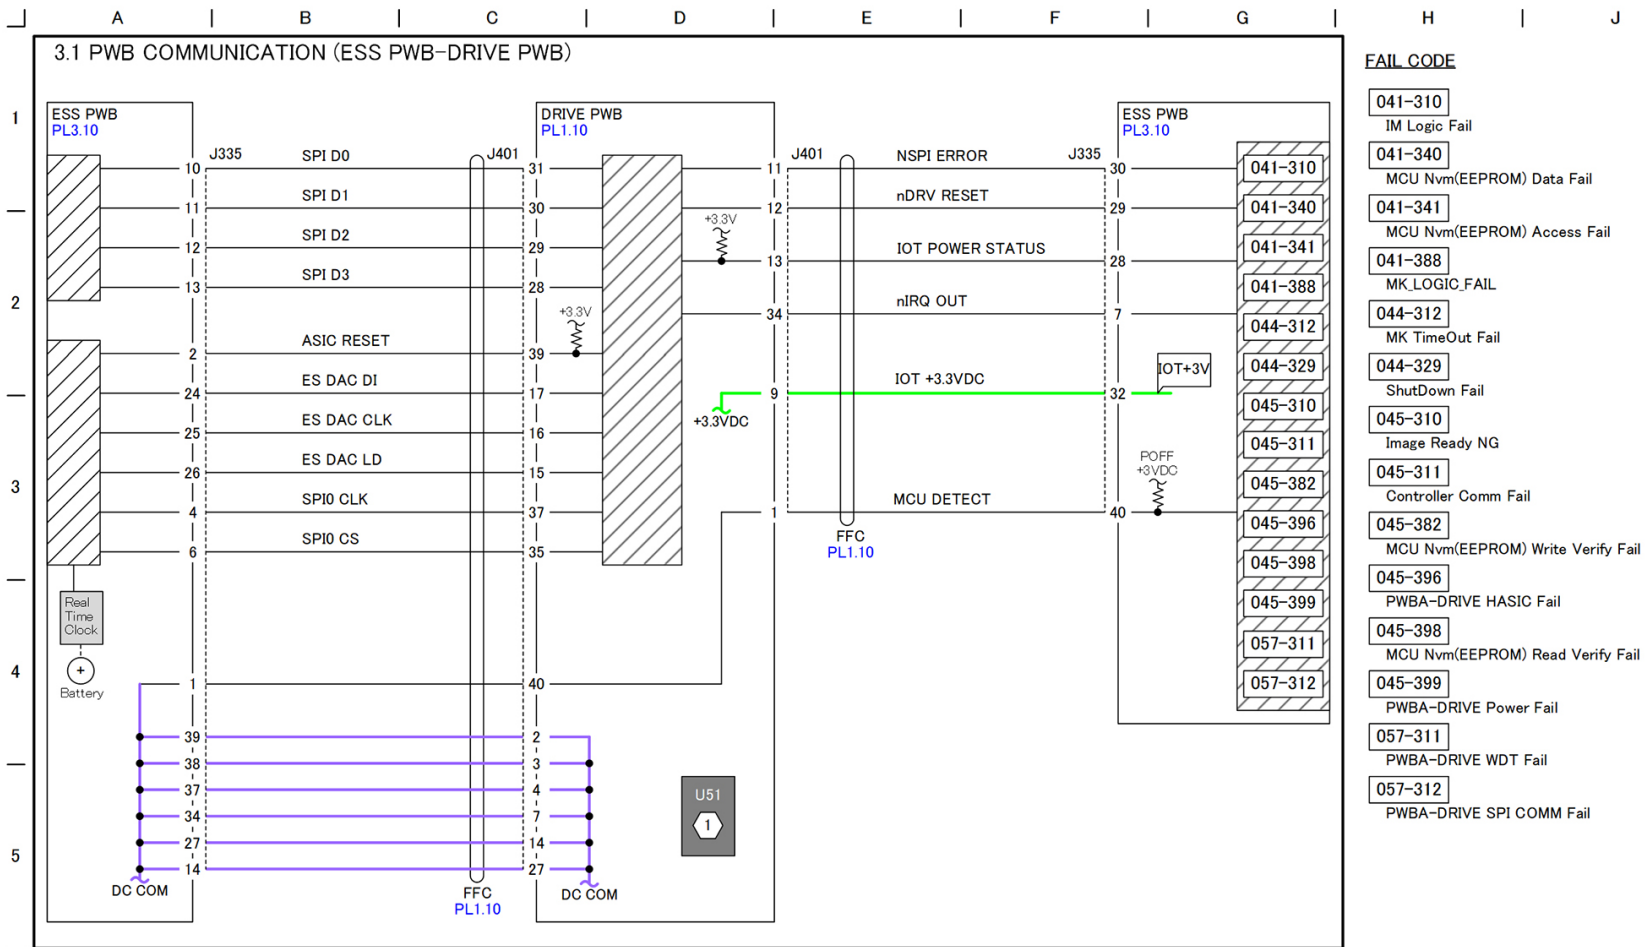 A B C D E F G H J
3.1 PWB COMMUNICATION (ESS PWB-DRIVE PWB)
1
2
3
4
5
ESS PWB
PL3.10
J335
10 SPI D0 31
11 SPI D1 30
12 SPI D2 29
13 SPI D3 28
2 ASIC RESET 39
24 ES DAC DI 17
25 ES DAC CLK 16
26 ES DAC LD 15
4 SPI0 CLK 37
6 SPI0 CS 35
Real
Time
Clock
+
Battery
1 40
39 2
38 3
37 4
34 7
27 14
14 27
DC COM
FFC
PL1.10
DC COM
J401
DRIVE PWB
PL1.10
+3.3V
+3.3V
+3.3VDC
U51
1
J401
J335
11 NSPI ERROR 30
12 nDRV RESET 29
13 IOT POWER STATUS 28
34 nIRQ OUT 7
9 IOT +3.3VDC 32
1 MCU DETECT 40
FFC
PL1.10
ESS PWB
PL3.10
IOT+3V
POFF
+3VDC
041-310
041-340
041-341
041-388
044-312
044-329
045-310
045-311
045-382
045-396
045-398
045-399
057-311
057-312
FAIL CODE
041-310
IM Logic Fail
041-340
MCU Nvm(EEPROM) Data Fail
041-341
MCU Nvm(EEPROM) Access Fail
041-388
MK_LOGIC_FAIL
044-312
MK TimeOut Fail
044-329
ShutDown Fail
045-310
Image Ready NG
045-311
Controller Comm Fail
045-382
MCU Nvm(EEPROM) Write Verify Fail
045-396
PWBA-DRIVE HASIC Fail
045-398
MCU Nvm(EEPROM) Read Verify Fail
045-399
PWBA-DRIVE Power Fail
057-311
PWBA-DRIVE WDT Fail
057-312
PWBA-DRIVE SPI COMM Fail